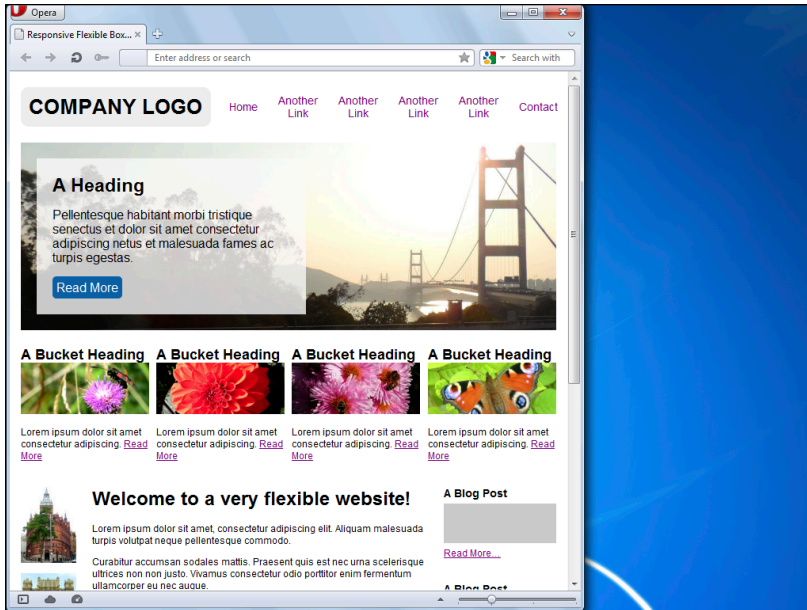 Opera
Responsive Flexible Box...
Enter address or search
Search with
COMPANY LOGO
Home
Another
Link
Another
Link
Another
Link
Another
Link
Contact
A Heading
Pellentesque habitant morbi tristique
senectus et dolor sit amet consectetur
adipiscing netus et malesuada fames ac
turpis egestas.
Read More
A Bucket Heading
Lorem ipsum dolor sit amet
consectetur adipiscing. Read
More
A Bucket Heading
Lorem ipsum dolor sit amet
consectetur adipiscing. Read
More
A Bucket Heading
Lorem ipsum dolor sit amet
consectetur adipiscing. Read
More
A Bucket Heading
Lorem ipsum dolor sit amet
consectetur adipiscing. Read
More
Welcome to a very flexible website!
Lorem ipsum dolor sit amet, consectetur adipiscing elit. Aliquam malesuada
turpis volutpat neque pellentesque commodo.
Curabitur accumsan sodales mattis. Praesent quis est nec urna scelerisque
ultrices non non justo. Vivamus consectetur odio porttitor enim fermentum
ullamcorper eu nec augue.
A Blog Post
Read More...
A Blog Post